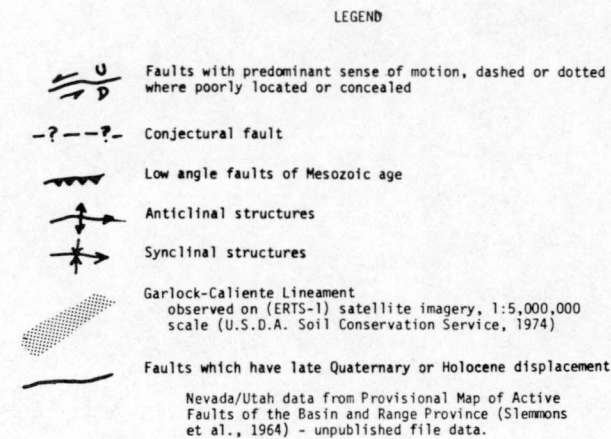 LEGEND
U
D
Faults with predominant sense of motion, dashed or dotted
where poorly located or concealed
-?---?-
Conjectural fault
Low angle faults of Mesozoic age
Anticlinal structures
Synclinal structures
Garlock-Caliente Lineament
observed on (ERTS-1) satellite imagery, 1:5,000,000
scale (U.S.D.A. Soil Conservation Service, 1974)
Faults which have late Quaternary or Holocene displacement
Nevada/Utah data from Provisional Map of Active
Faults of the Basin and Range Province (Slemmons
et al., 1964) - unpublished file data.